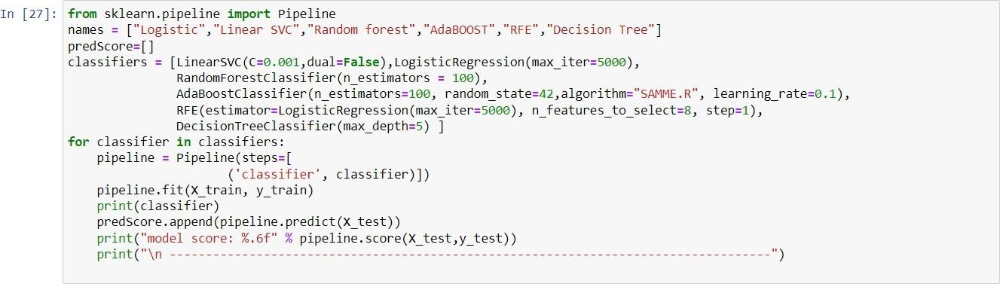 In [27]: from sklearn.pipeline import Pipeline
names = ["Logistic","Linear SVC","Random forest","AdaBOOST","RFE","Decision Tree"]
predScore=[]
classifiers = [LinearSVC(C=0.001,dual=False),LogisticRegression(max_iter=5000),
               RandomForestClassifier(n_estimators = 100),
               AdaBoostClassifier(n_estimators=100, random_state=42,algorithm="SAMME.R", learning_rate=0.1),
               RFE(estimator=LogisticRegression(max_iter=5000), n_features_to_select=8, step=1),
               DecisionTreeClassifier(max_depth=5) ]
for classifier in classifiers:
    pipeline = Pipeline(steps=[
                      ('classifier', classifier)])
    pipeline.fit(X_train, y_train)
    print(classifier)
    predScore.append(pipeline.predict(X_test))
    print("model score: %.6f" % pipeline.score(X_test,y_test))
    print("\n -----------------------------------------------------------------------------------")